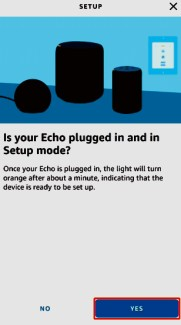 SETUP
Is your Echo plugged in and in
Setup mode?
Once your Echo is plugged in, the light will turn
orange after about a minute, indicating that the
device is ready to be set up.
NO YES